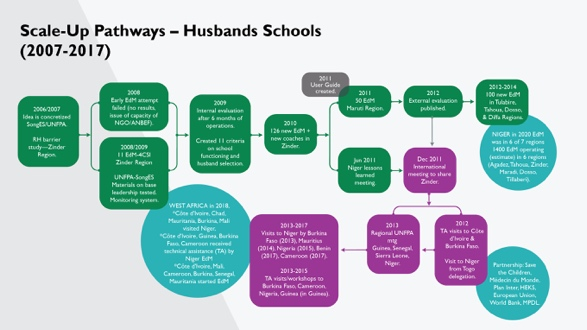 Scale-Up Pathways – Husbands Schools
(2007-2017)
2006/2007
Idea is concretized
SongES/UNFPA.
RH barrier
study—Zinder
Region.
2008
Early EdM attempt
failed (no results,
issue of capacity of
NGO/ANBEF).
2008/2009
11 EdM-4CSI
Zinder Region
UNFPA-SongES
Materials on base
leadership tested.
Monitoring system.
2009
Internal evaluation
after 6 months of
operations.
Created 11 criteria
on school
functioning and
husband selection.
2010
126 new EdM +
new coaches in
Zinder.
2011
User Guide
created.
2011
50 EdM
Maruti Region.
Jun 2011
Niger lessons
learned
meeting.
2012
External evaluation
published.
Dec 2011
International
meeting to share
Zinder.
2013-2014
100 new EdM
in Tulabire,
Tahoua, Dosso,
& Diffa Regions.
NIGER in 2020 EdM
was in 6 of 7 regions
1400 EdM operating
(estimate) in 6 regions
(Agadez, Tahoua, Zinder,
Maradi, Dosso,
Tillaberi).
WEST AFRICA in 2018,
*Côte d'Ivoire, Chad,
Mauritania, Burkina, Mali
visited Niger.
*Côte d'Ivoire, Guinea, Burkina
Faso, Cameroon received
technical assistance (TA) by
Niger EdM
*Côte d'Ivoire, Mali,
Cameroon, Burkina, Senegal,
Mauritania started EdM
2013-2017
Visits to Niger by Burkina
Faso (2013), Mauritius
(2014), Nigeria (2015), Benin
(2017), Cameroon (2017).
2013-2015
TA visits/workshops to
Burkina Faso, Cameroon,
Nigeria, Guinea (in Guinea).
2013
Regional UNFPA
mtg
Guinea, Senegal,
Sierra Leone,
Niger.
2012
TA visits to Côte
d'Ivoire &
Burkina.
Visit to Niger
from Togo
delegation.
Partnership: Save
the Children,
Médecin du Monde,
Plan Inter, HEKS,
European Union,
World Bank, MPDL.